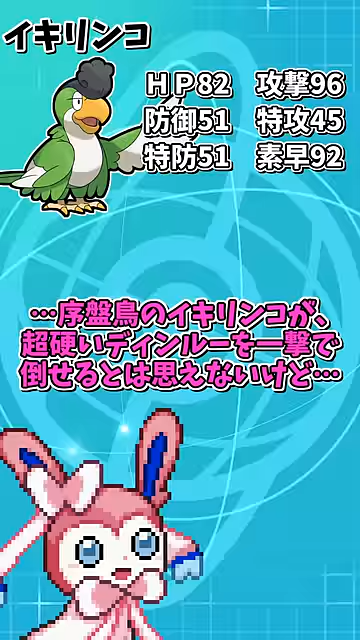 イキリンコ
ＨＰ82 攻撃96
防御51 特攻45
特防51 素早92
…序盤鳥のイキリンコが、
超硬いディンルーを一撃で
倒せるとは思えないけど…